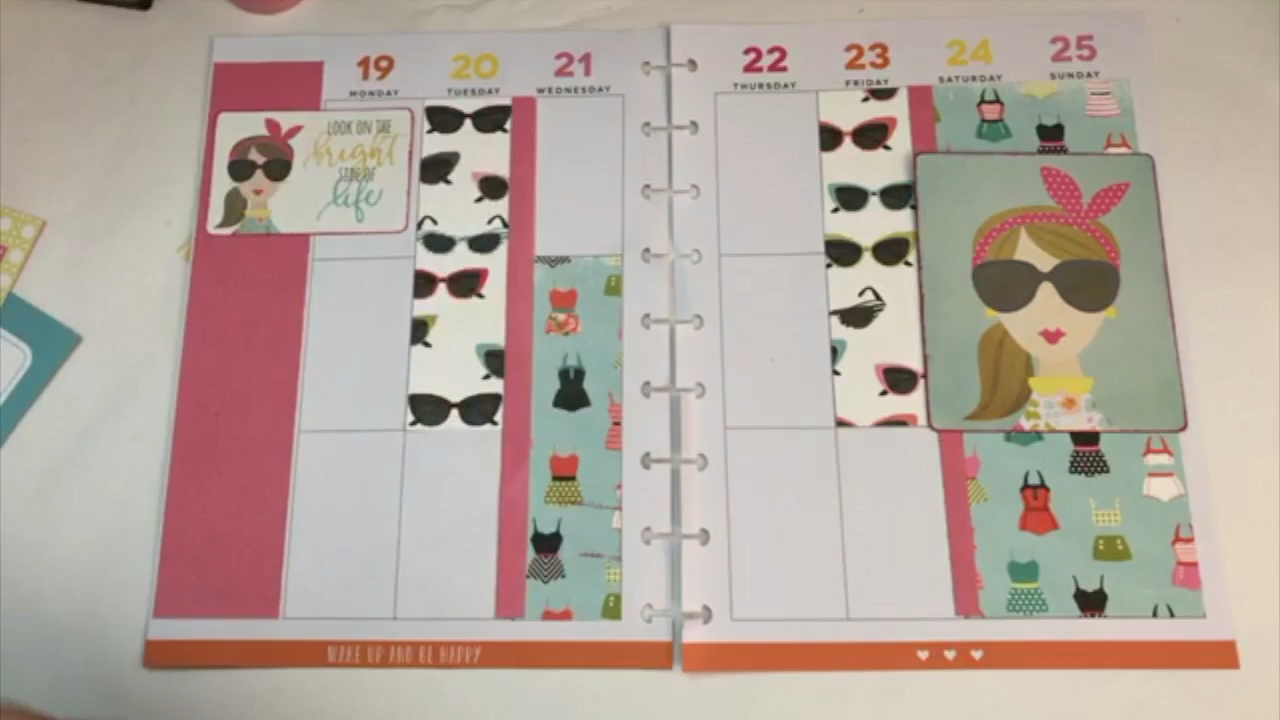 19 20 21
MONDAY TUESDAY WEDNESDAY
22 23 24 25
THURSDAY FRIDAY SATURDAY SUNDAY
LOOK ON THE
bright
SIDE OF
life
WAKE UP AND BE HAPPY